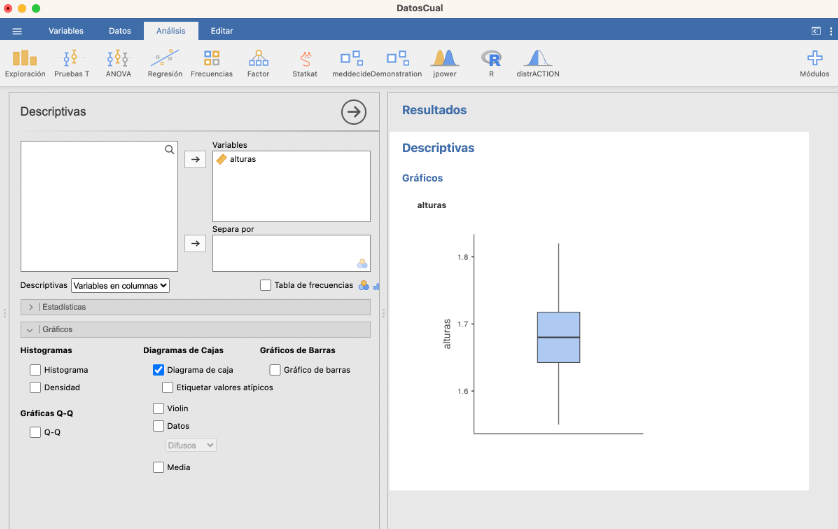 DatosCual
Variables Datos Análisis Editar
Exploración Pruebas T ANOVA Regresión Frecuencias Factor Statkat meddecide Demonstration jpower R distrACTION Módulos
Descriptivas
Variables
alturas
Separa por
Descriptivas Variables en columnas Tabla de frecuencias
Estadísticas
Gráficos
Histogramas Diagramas de Cajas Gráficos de Barras
Histograma Diagrama de caja Gráfico de barras
Densidad Etiquetar valores atípicos
Violin
Gráficas Q-Q Datos
Q-Q Difusos
Media
Resultados
Descriptivas
Gráficos
alturas
1.8
1.7
1.6
alturas